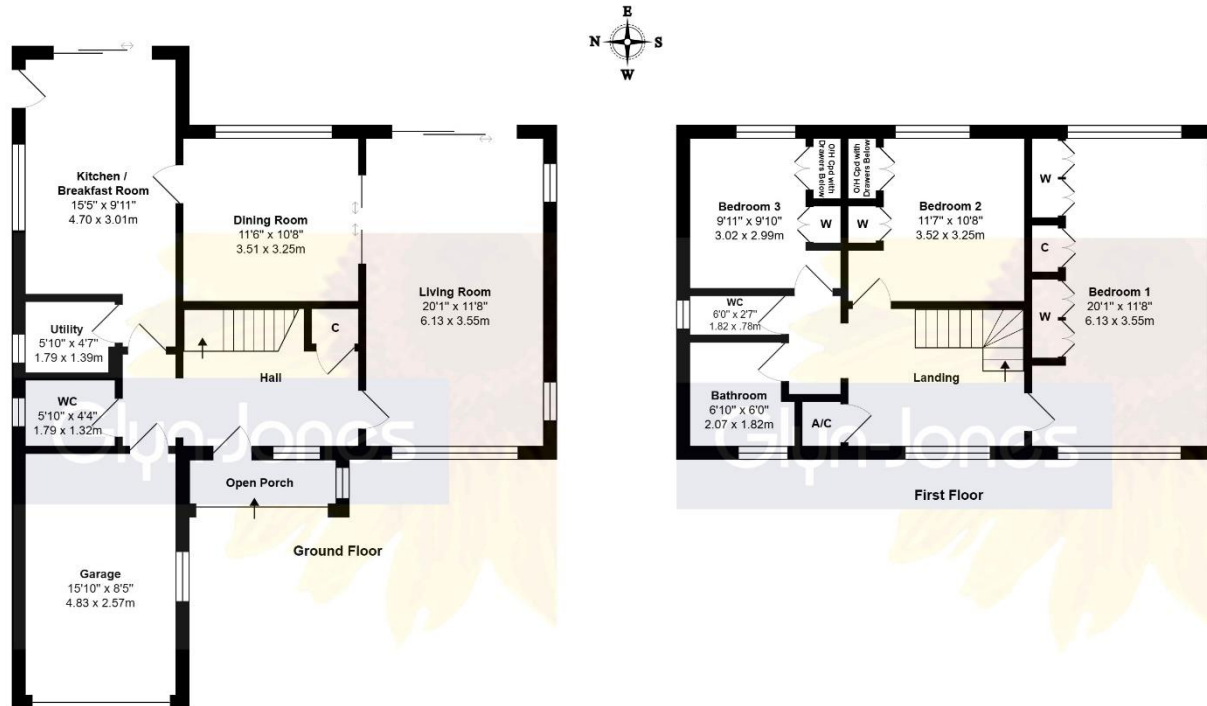 E
N
S
W
Kitchen /
Breakfast Room
15'5" x 9'11"
4.70 x 3.01m
Dining Room
11'6" x 10'8"
3.51 x 3.25m
Living Room
20'1" x 11'8"
6.13 x 3.55m
Utility
5'10" x 4'7"
1.79 x 1.39m
C
Hall
WC
5'10" x 4'4"
1.79 x 1.32m
Open Porch
Ground Floor
Garage
15'10" x 8'5"
4.83 x 2.57m
Bedroom 3
9'11" x 9'10"
3.02 x 2.99m
O/H Cpd with
Drawers Below
O/H Cpd with
Drawers Below
W
W
Bedroom 2
11'7" x 10'8"
3.52 x 3.25m
W
C
W
Bedroom 1
20'1" x 11'8"
6.13 x 3.55m
WC
6'0" x 2'7"
1.82 x .78m
Bathroom
6'10" x 6'0"
2.07 x 1.82m
A/C
Landing
First Floor
Glyn-Jones
Glyn-Jones